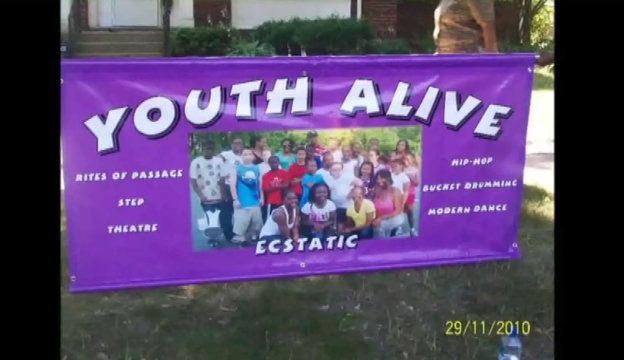 YOUTH ALIVE
RITES OF PASSAGE
STEP
THEATRE
HIP-HOP
BUCKET DRUMMING
MODERN DANCE
ECSTATIC
29/11/2010